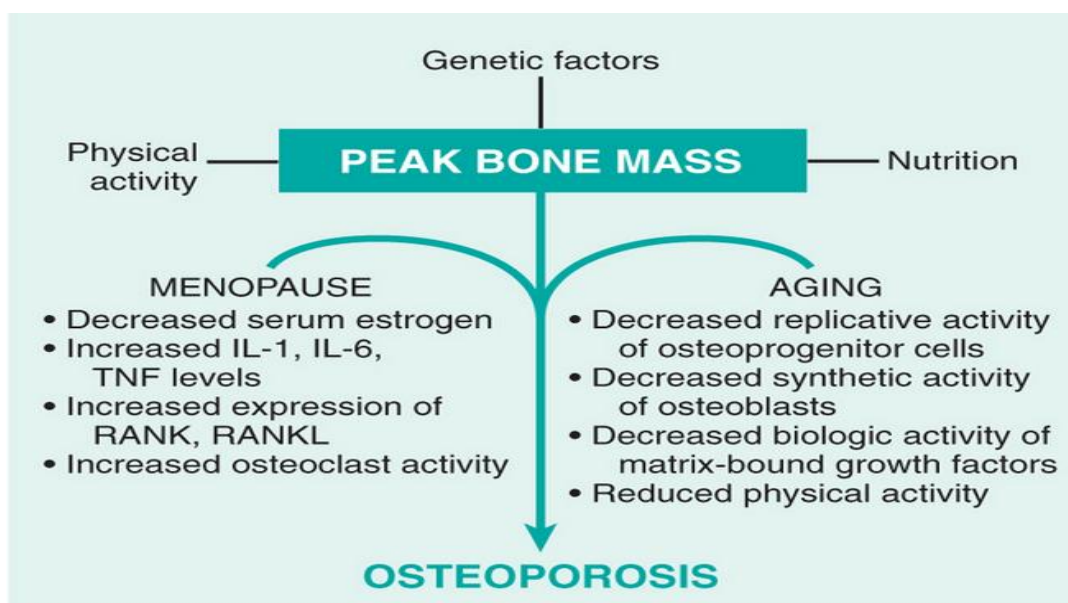 Genetic factors
Physical
activity
PEAK BONE MASS
Nutrition
MENOPAUSE
• Decreased serum estrogen
• Increased IL-1, IL-6,
TNF levels
• Increased expression of
RANK, RANKL
• Increased osteoclast activity
AGING
• Decreased replicative activity
of osteoprogenitor cells
• Decreased synthetic activity
of osteoblasts
• Decreased biologic activity of
matrix-bound growth factors
• Reduced physical activity
OSTEOPOROSIS